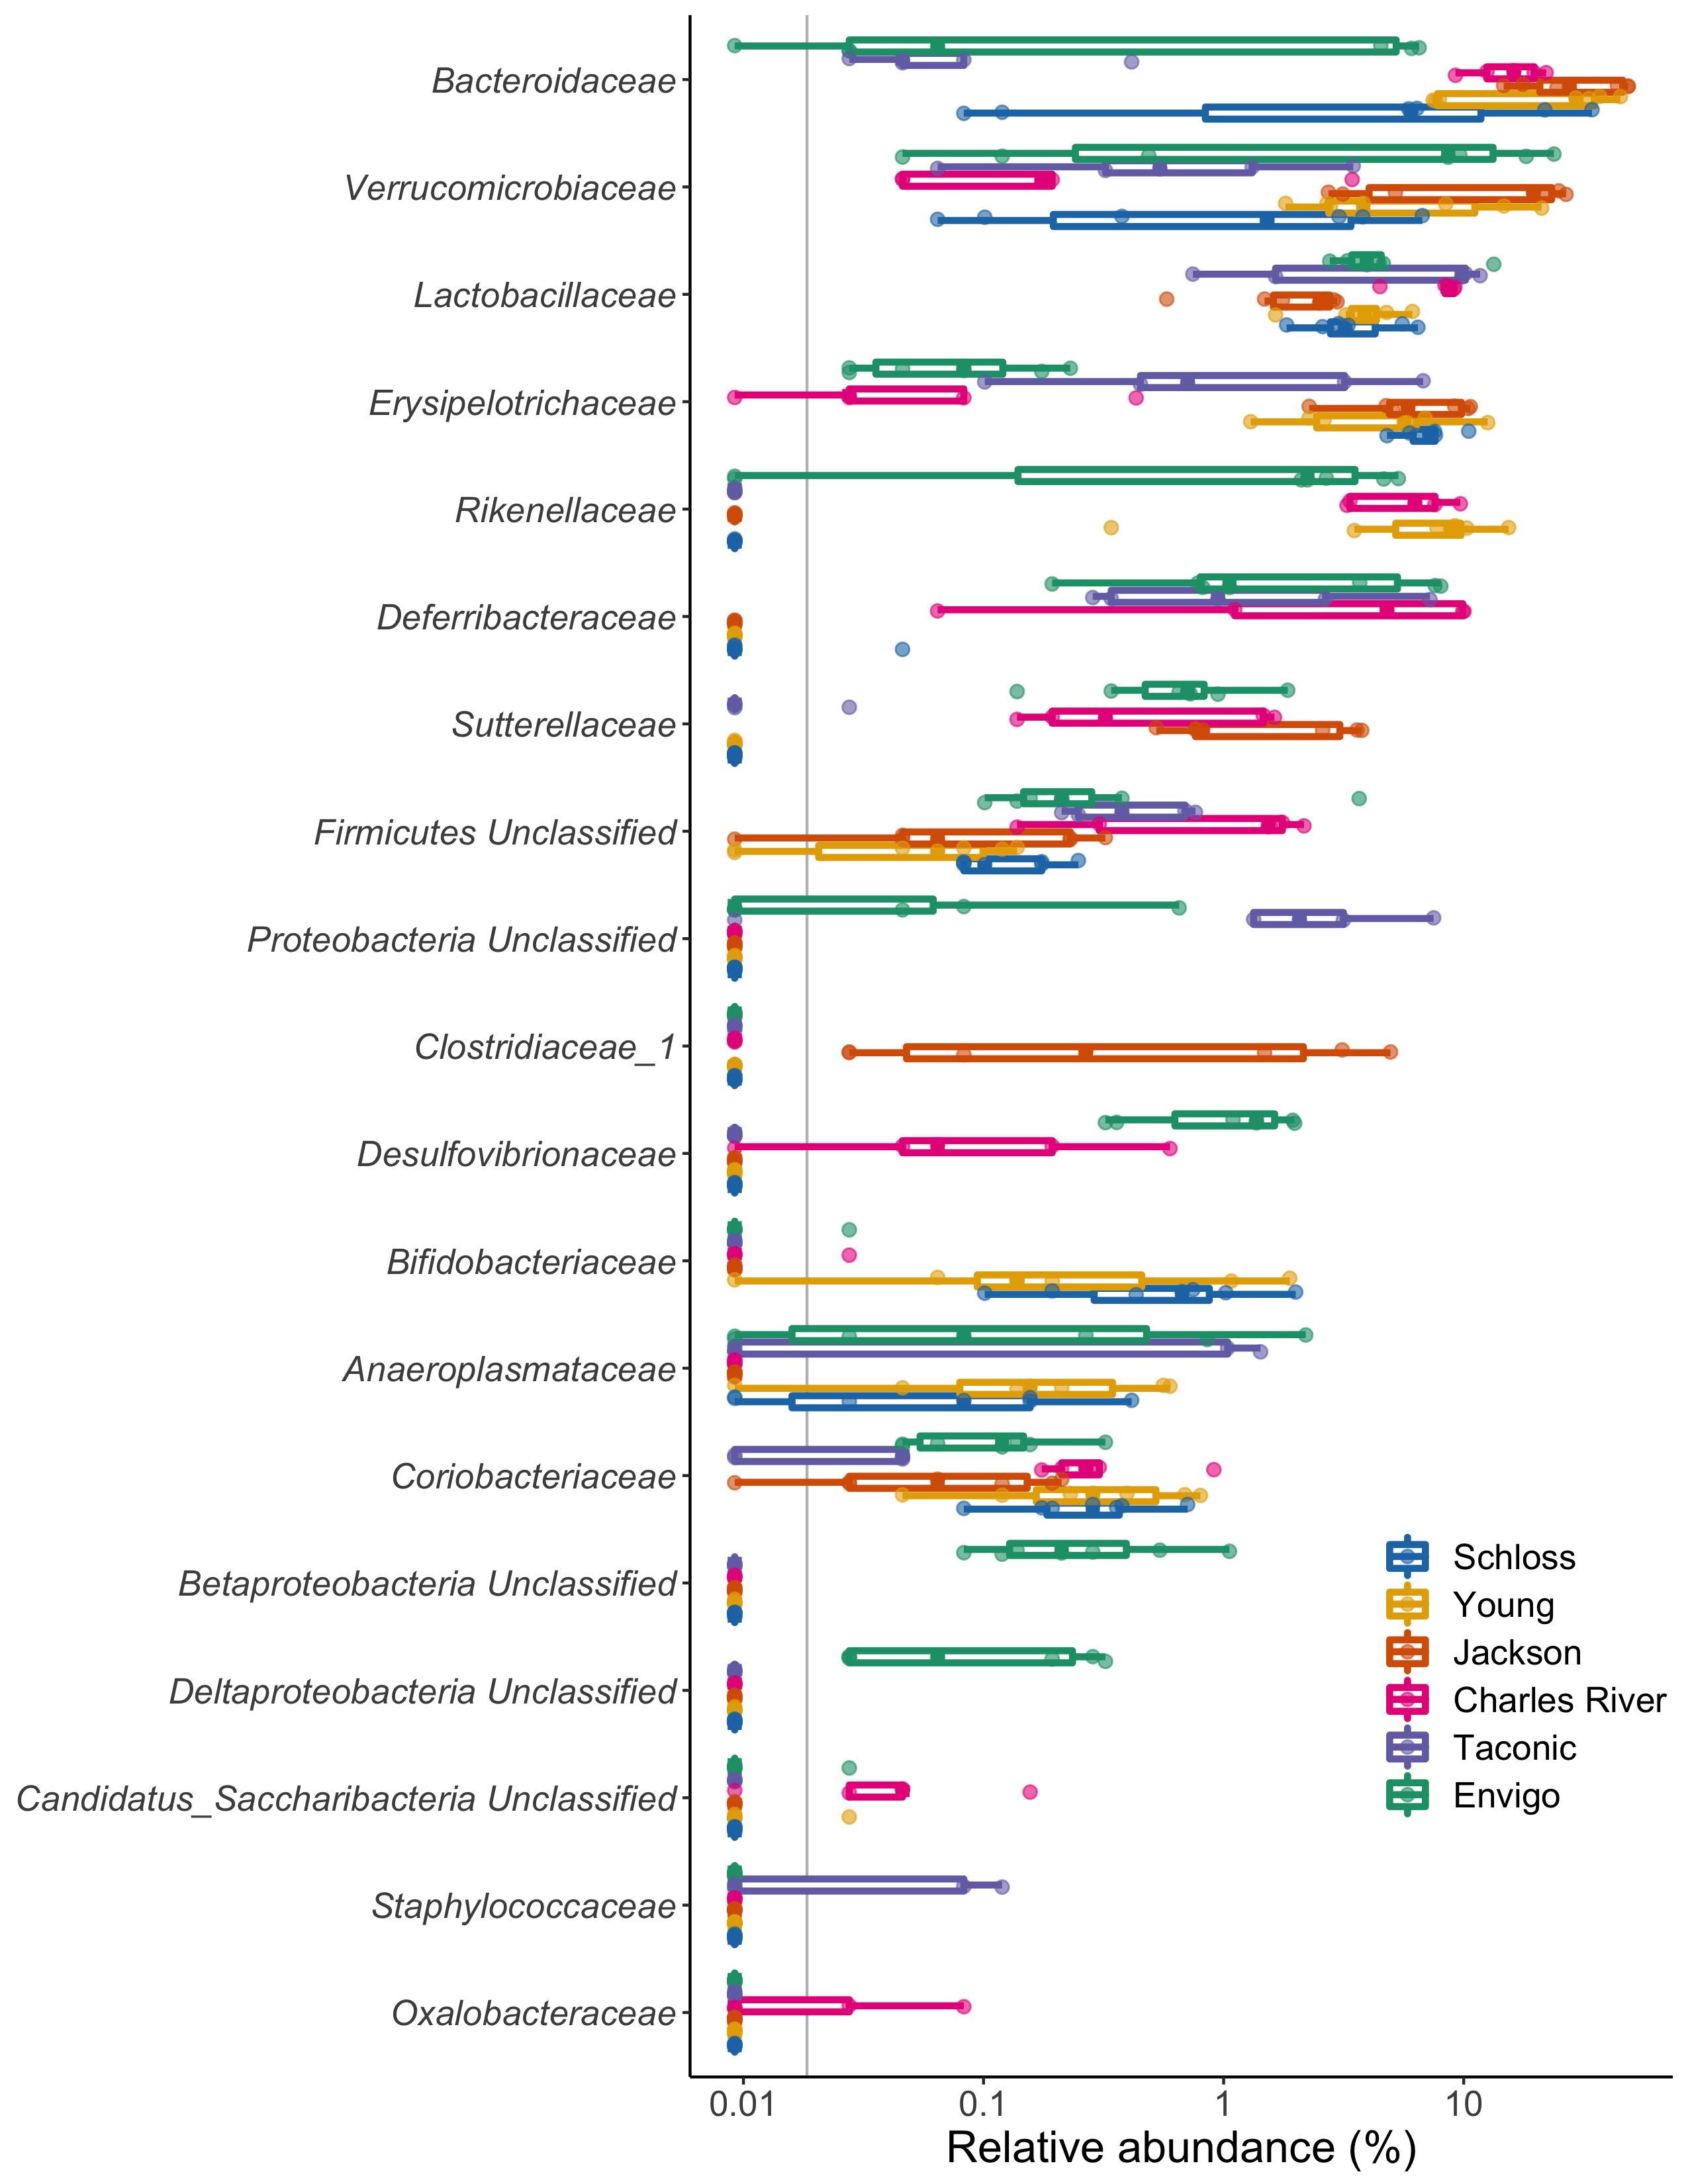 Bacteroidaceae
Verrucomicrobiaceae
Lactobacillaceae
Erysipelotrichaceae
Rikenellaceae
Deferribacteraceae
Sutterellaceae
Firmicutes Unclassified
Proteobacteria Unclassified
Clostridiaceae_1
Desulfovibrionaceae
Bifidobacteriaceae
Anaeroplasmataceae
Coriobacteriaceae
Betaproteobacteria Unclassified
Deltaproteobacteria Unclassified
Candidatus_Saccharibacteria Unclassified
Staphylococcaceae
Oxalobacteraceae
Schloss
Young
Jackson
Charles River
Taconic
Envigo
0.01 0.1 1 10
Relative abundance (%)